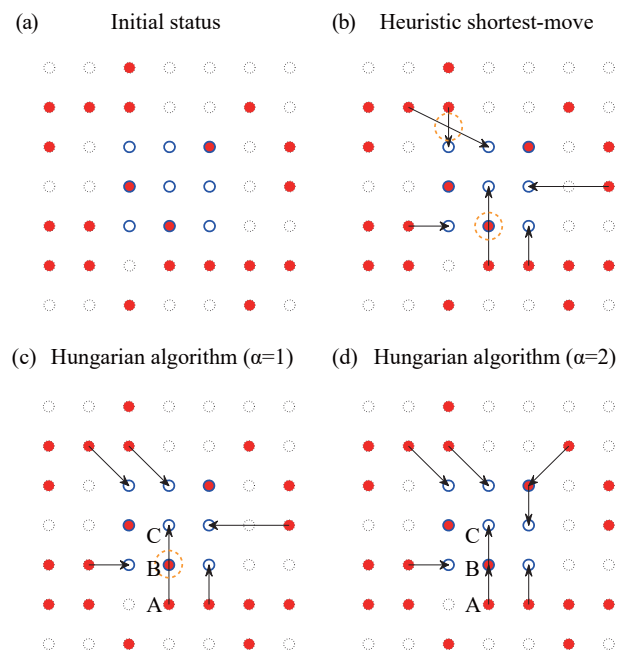 (a) Initial status
(b) Heuristic shortest-move
(c) Hungarian algorithm (α=1)
C
B
A
(d) Hungarian algorithm (α=2)
C
B
A